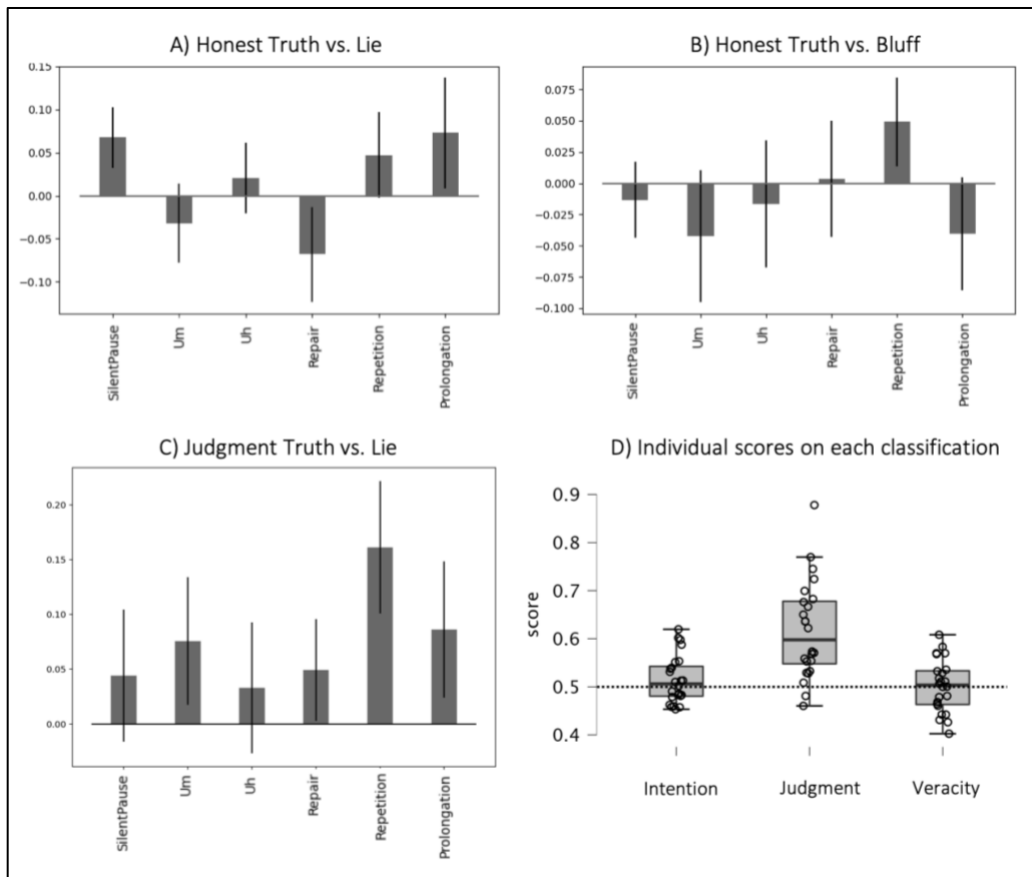 A) Honest Truth vs. Lie
0.15
0.10
0.05
0.00
−0.05
−0.10
SilentPause
Um
Uh
Repair
Repetition
Prolongation
B) Honest Truth vs. Bluff
0.075
0.050
0.025
0.000
−0.025
−0.050
−0.075
−0.100
SilentPause
Um
Uh
Repair
Repetition
Prolongation
C) Judgment Truth vs. Lie
0.20
0.15
0.10
0.05
0.00
SilentPause
Um
Uh
Repair
Repetition
Prolongation
D) Individual scores on each classification
score
0.9
0.8
0.7
0.6
0.5
0.4
Intention
Judgment
Veracity